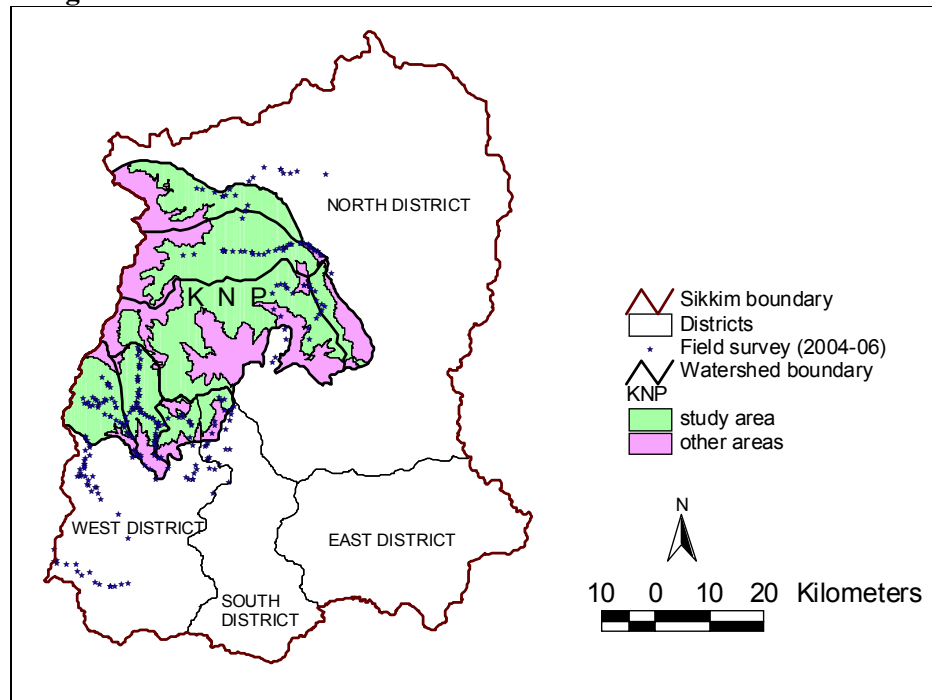 NORTH DISTRICT
K N P
WEST DISTRICT
EAST DISTRICT
SOUTH
DISTRICT
Sikkim boundary
Districts
Field survey (2004-06)
Watershed boundary
KNP
study area
other areas
N
10 0 10 20 Kilometers